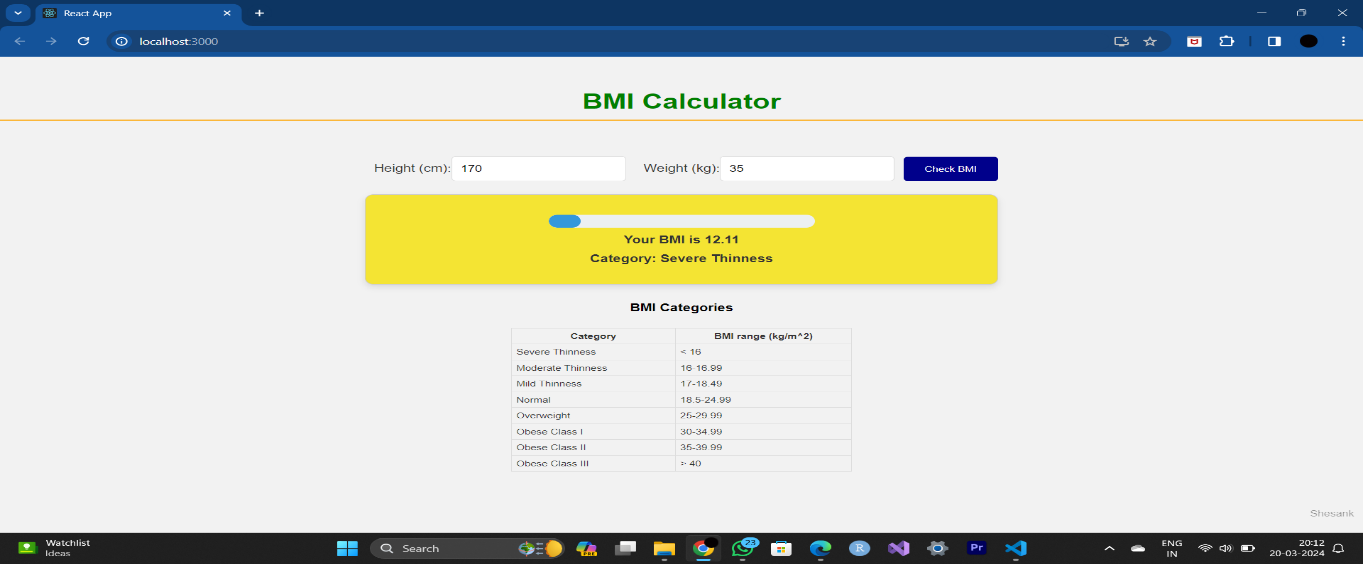 React App
localhost:3000
BMI Calculator
Height (cm): 170 Weight (kg): 35 Check BMI
Your BMI is 12.11
Category: Severe Thinness
BMI Categories
Category BMI range (kg/m^2)
Severe Thinness < 16
Moderate Thinness 16-16.99
Mild Thinness 17-18.49
Normal 18.5-24.99
Overweight 25-29.99
Obese Class I 30-34.99
Obese Class II 35-39.99
Obese Class III > 40
Shesank
Watchlist
Ideas
Search
PRE
23
R
Pr
ENG
IN
20:12
20-03-2024